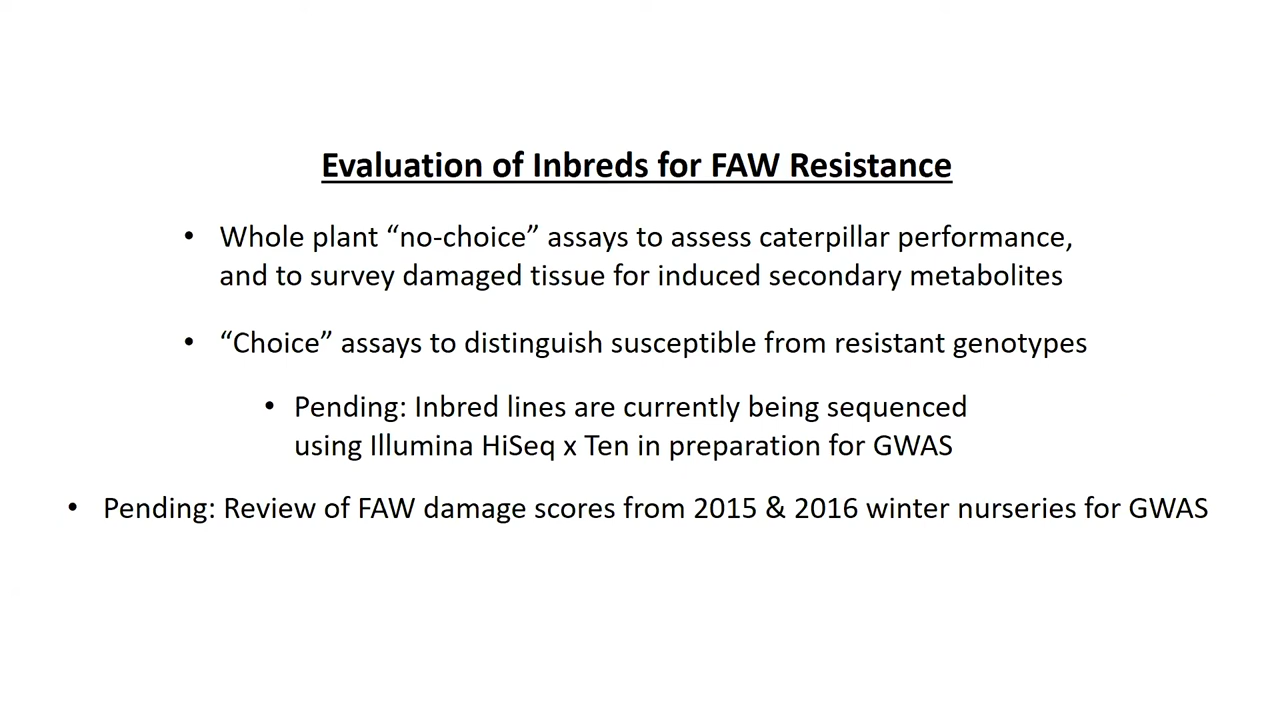 Evaluation of Inbreds for FAW Resistance
• Whole plant “no-choice” assays to assess caterpillar performance,
and to survey damaged tissue for induced secondary metabolites
• “Choice” assays to distinguish susceptible from resistant genotypes
• Pending: Inbred lines are currently being sequenced
using Illumina HiSeq x Ten in preparation for GWAS
• Pending: Review of FAW damage scores from 2015 & 2016 winter nurseries for GWAS